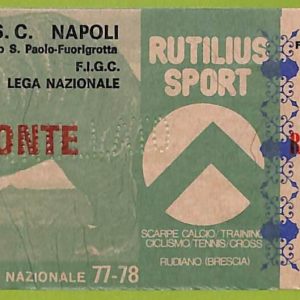 S. C. NAPOLI
S. Paolo-Fuorigrotta
F.I.G.C.
LEGA NAZIONALE
ONTE
NAZIONALE 77-78
RUTILIUS
SPORT
SCARPE CALCIO/TRAINING
CICLISMO TENNIS/CROSS
RUDIANO (BRESCIA)